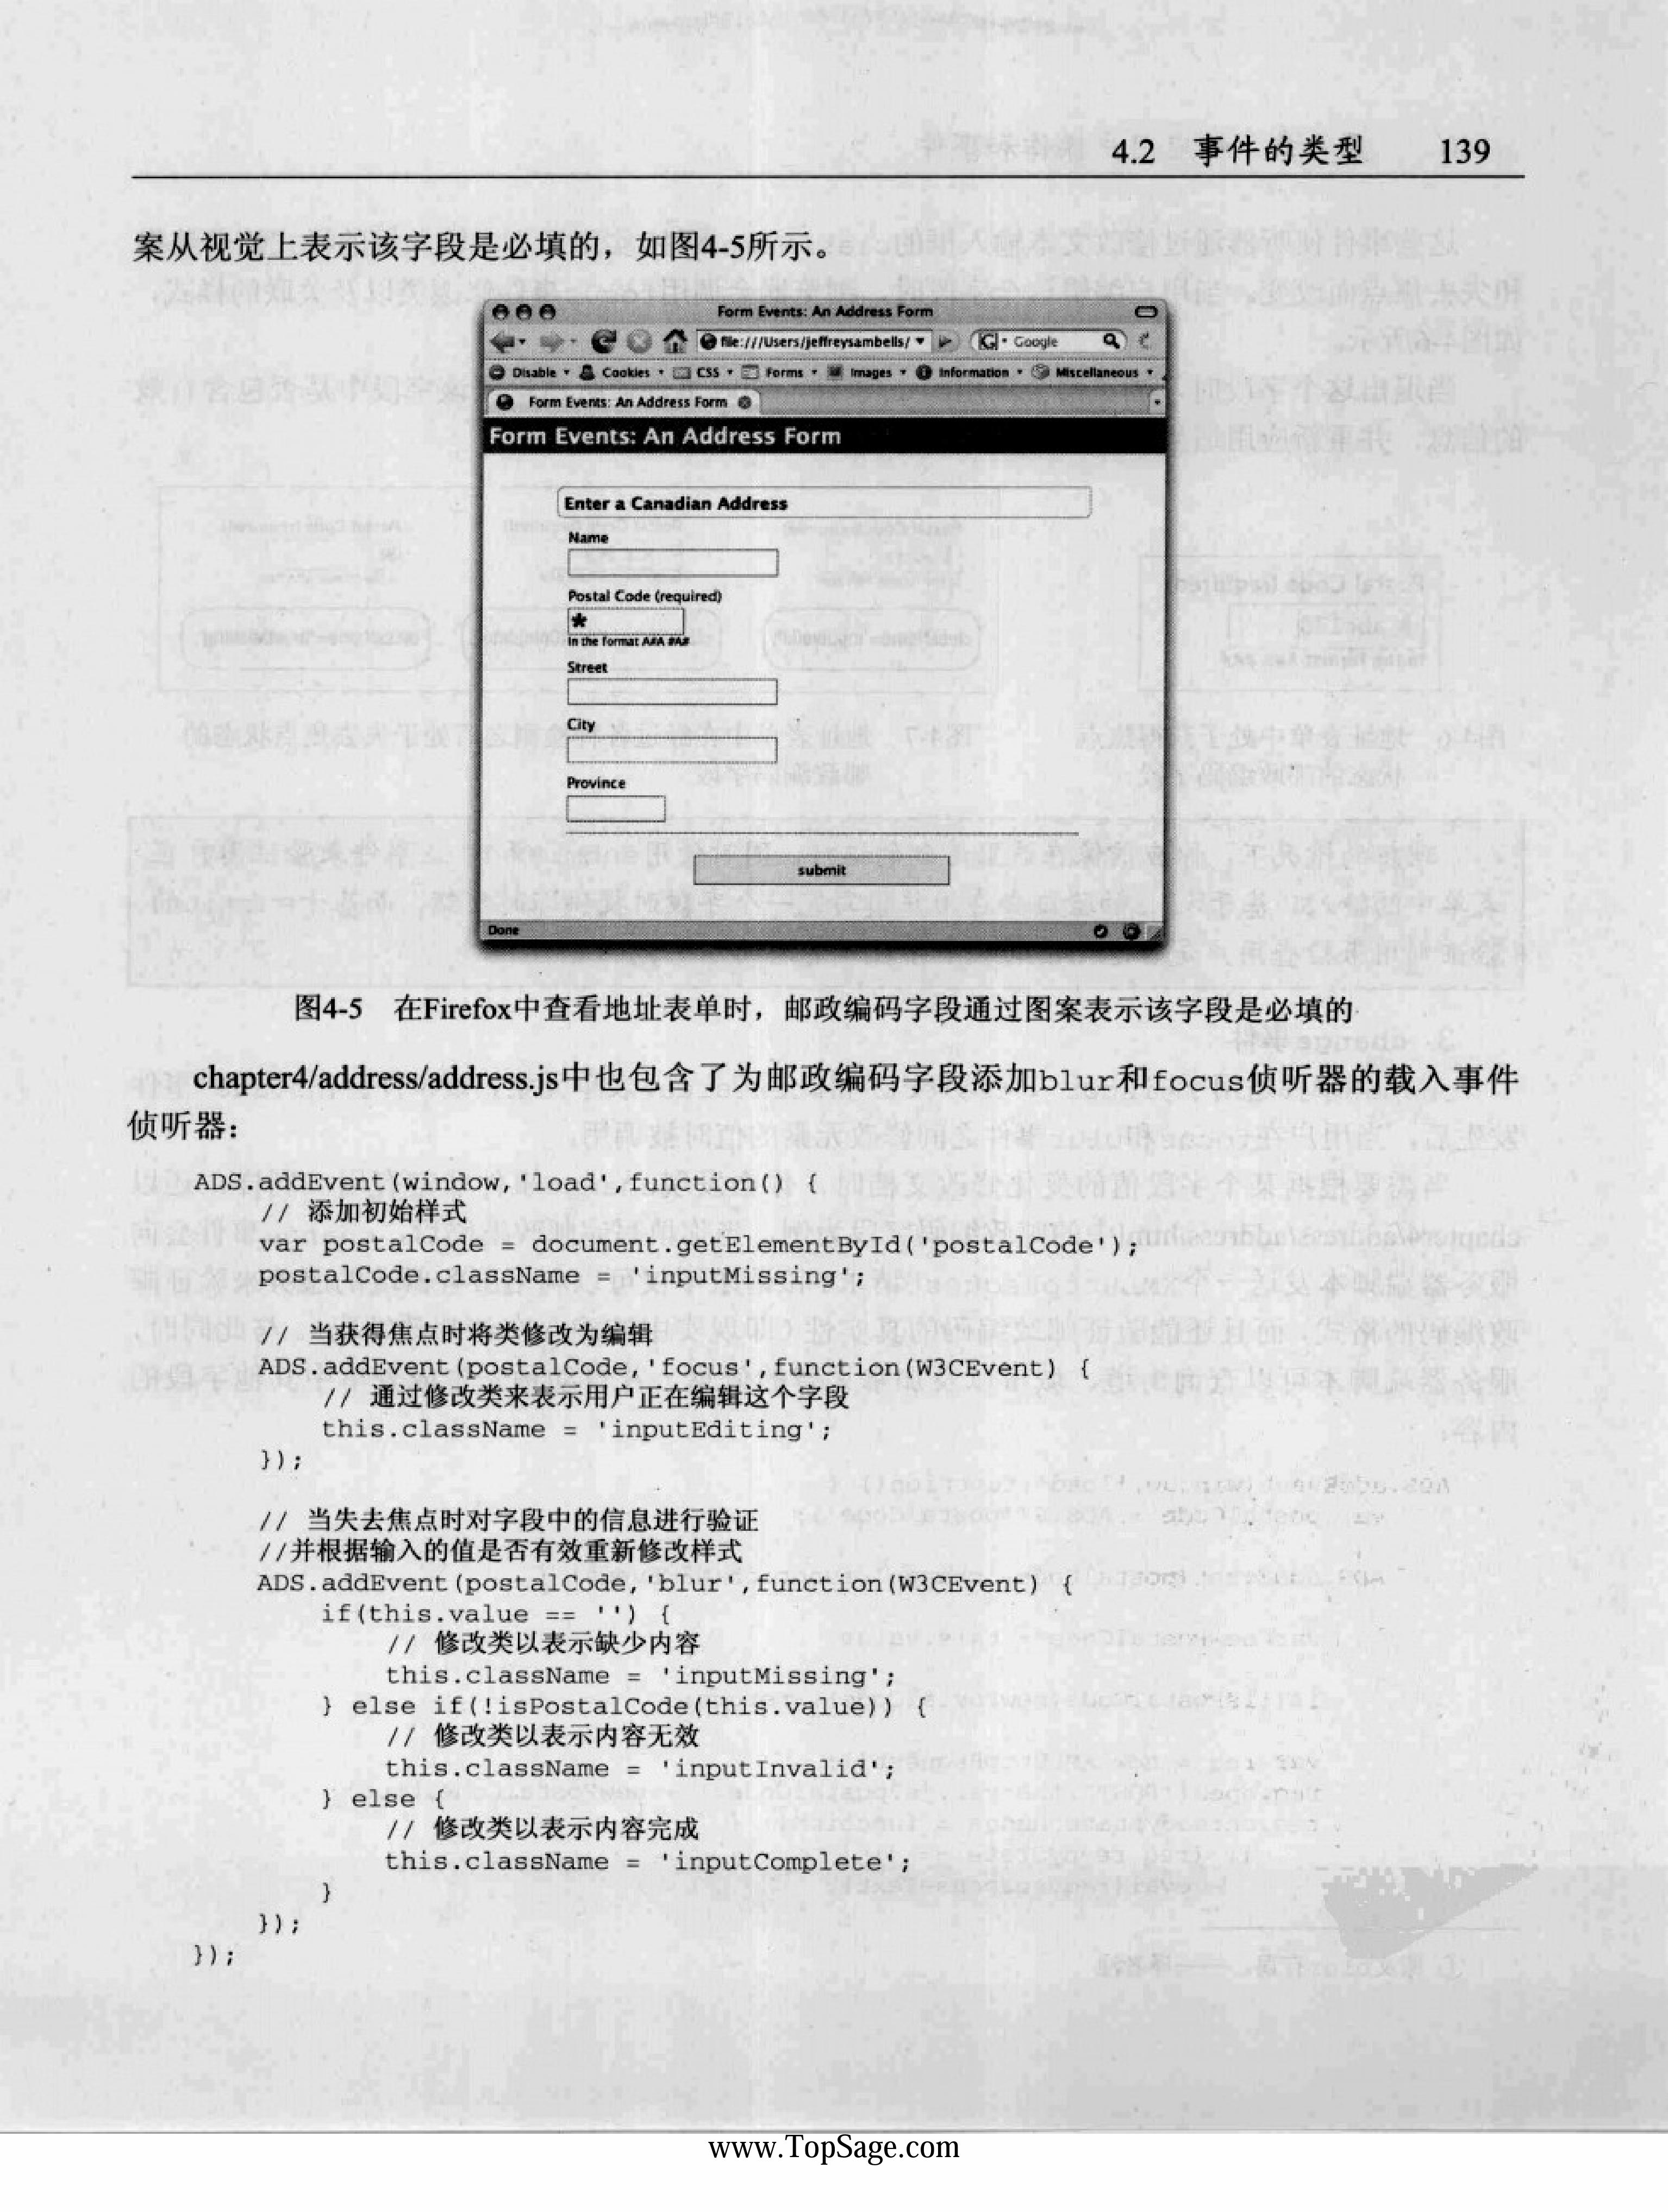 4.2 事件的类型 139
案从视觉上表示该字段是必填的，如图4-5所示。
Form Events: An Address Form
file:///Users/jeffreysambells/ G Google
Disable Cookies CSS Forms Images Information Miscellaneous
Form Events: An Address Form
Form Events: An Address Form
Enter a Canadian Address
Name
Postal Code (required)
*
In the format A#A #A#
Street
City
Province
submit
Done
图4-5 在Firefox中查看地址表单时，邮政编码字段通过图案表示该字段是必填的
chapter4/address/address.js中也包含了为邮政编码字段添加blur和focus侦听器的载入事件
侦听器：
ADS.addEvent(window,'load',function() {
// 添加初始样式
var postalCode = document.getElementById('postalCode');
postalCode.className = 'inputMissing';
// 当获得焦点时将类修改为编辑
ADS.addEvent(postalCode,'focus',function(W3CEvent) {
// 通过修改类来表示用户正在编辑这个字段
this.className = 'inputEditing';
});
// 当失去焦点时对字段中的信息进行验证
//并根据输入的值是否有效重新修改样式
ADS.addEvent(postalCode,'blur',function(W3CEvent) {
if(this.value == '') {
// 修改类以表示缺少内容
this.className = 'inputMissing';
} else if(!isPostalCode(this.value)) {
// 修改类以表示内容无效
this.className = 'inputInvalid';
} else {
// 修改类以表示内容完成
this.className = 'inputComplete';
}
});
});
www.TopSage.com